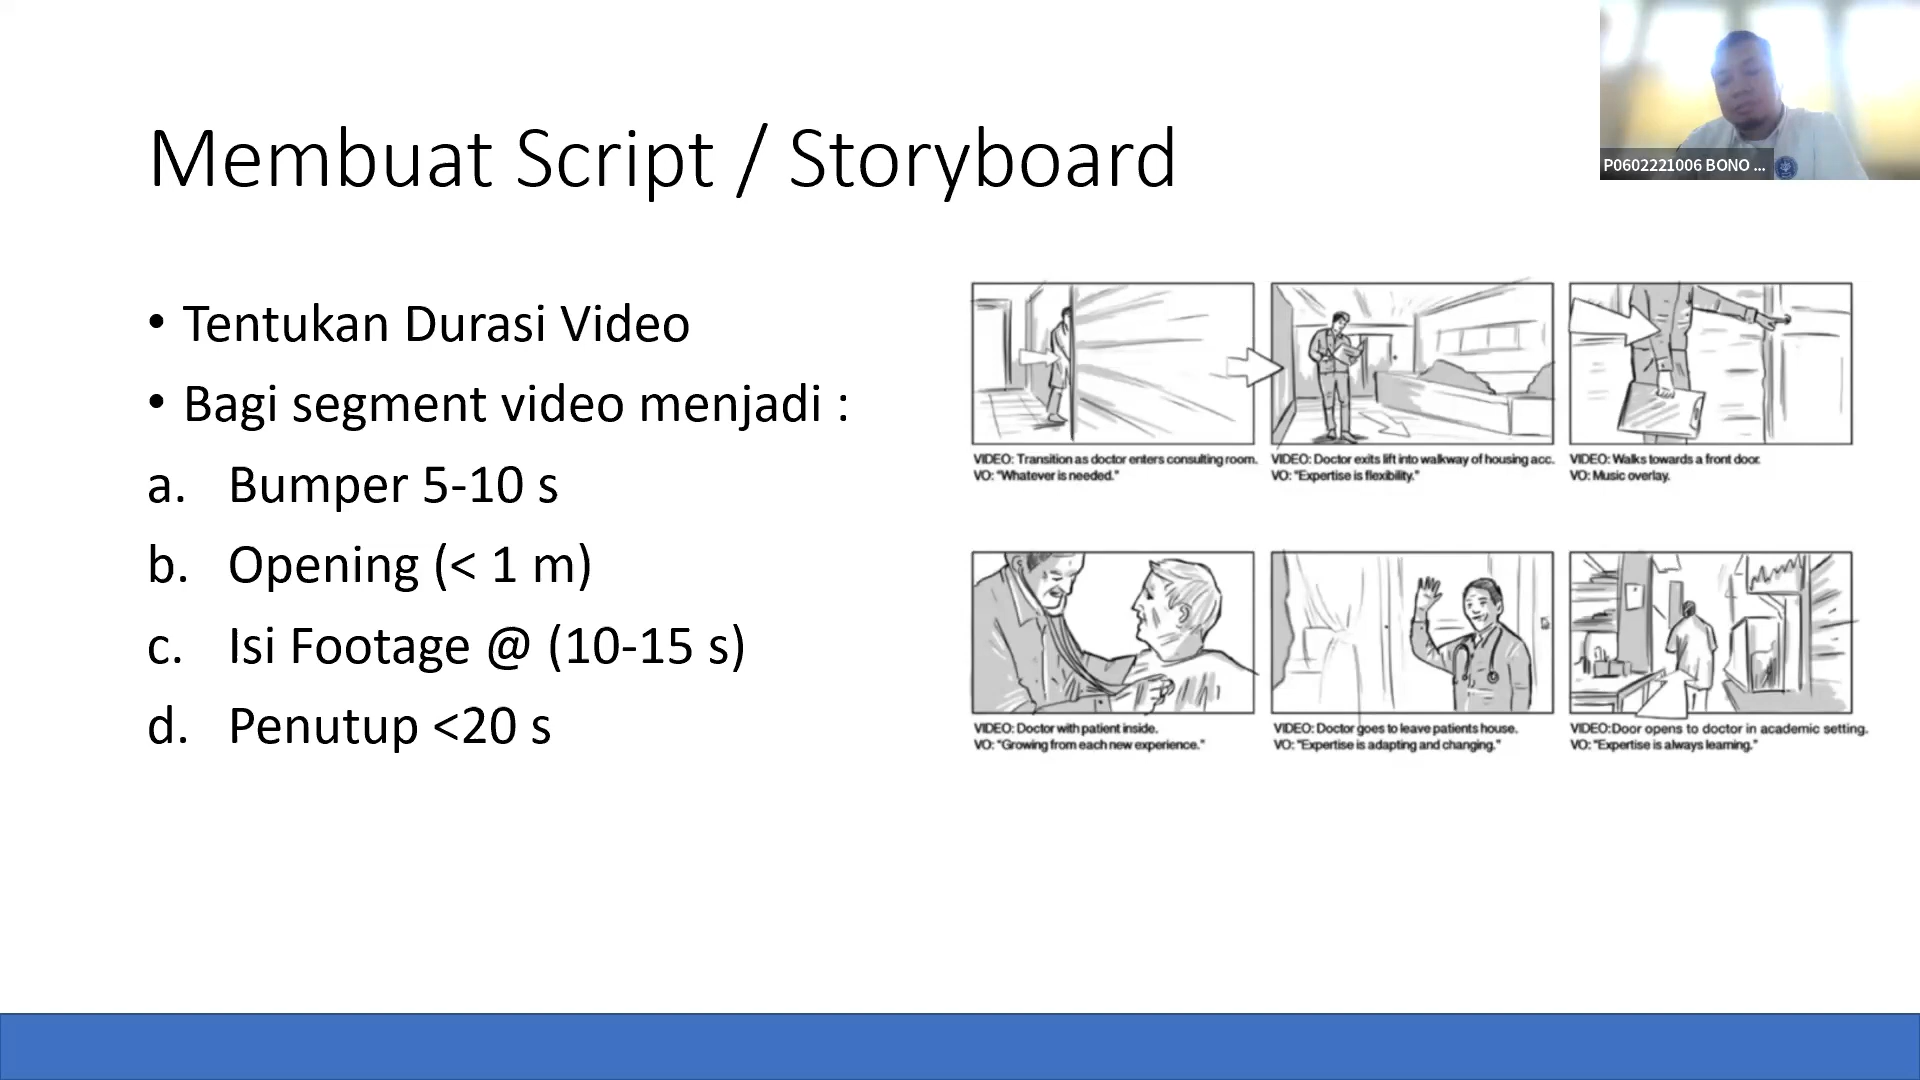 P0602221006 BONO ...
Membuat Script / Storyboard
• Tentukan Durasi Video
• Bagi segment video menjadi :
a. Bumper 5-10 s
b. Opening (< 1 m)
c. Isi Footage @ (10-15 s)
d. Penutup <20 s
VIDEO: Transition as doctor enters consulting room.
VO: "Whatever is needed."
VIDEO: Doctor exits lift into walkway of housing acc.
VO: "Expertise is flexibility."
VIDEO: Walks towards a front door.
VO: Music overlay.
VIDEO: Doctor with patient inside.
VO: "Growing from each new experience."
VIDEO: Doctor goes to leave patients house.
VO: "Expertise is adapting and changing."
VIDEO:Door opens to doctor in academic setting.
VO: "Expertise is always learning."